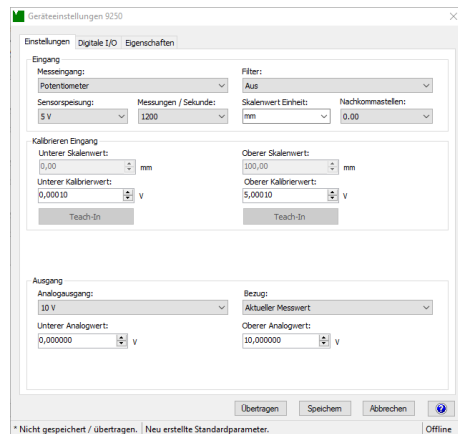 Geräteeinstellungen 9250
Einstellungen Digitale I/O Eigenschaften
Eingang
Messeingang: Filter:
Potentiometer Aus
Sensorspeisung: Messungen / Sekunde: Skalenwert Einheit: Nachkommastellen:
5 V 1200 mm 0.00
Kalibrieren Eingang
Unterer Skalenwert: Oberer Skalenwert:
0,00 mm 100,00 mm
Unterer Kalibrierwert: Oberer Kalibrierwert:
0,00010 V 5,00010 V
Teach-In Teach-In
Ausgang
Analogausgang: Bezug:
10 V Aktueller Messwert
Unterer Analogwert: Oberer Analogwert:
0,000000 V 10,000000 V
Übertragen Speichern Abbrechen ?
* Nicht gespeichert / übertragen. Neu erstellte Standardparameter. Offline